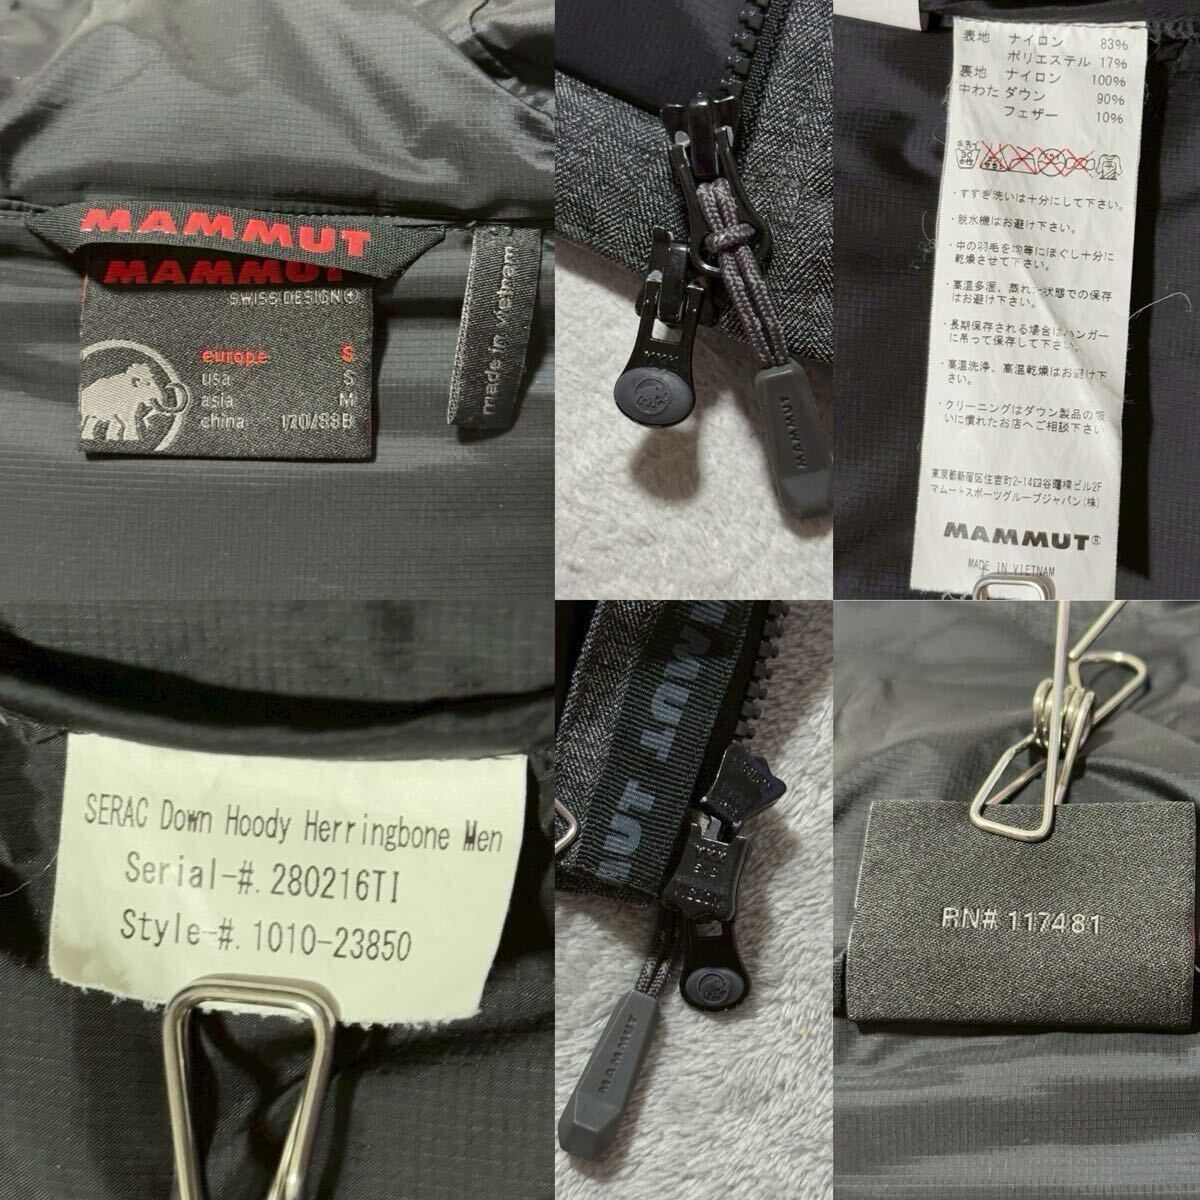 MAMMUT
MAMMUT
SWISS DESIGN
europe S
usa S
asia M
china 170/88B
made in Vietnam
YKK
MAMMUT
表地 ナイロン 83%
ポリエステル 17%
裏地 ナイロン 100%
中わた ダウン 90%
フェザー 10%
・すすぎ洗いは十分にして下さい。
・脱水機はお避け下さい。
・中の羽毛を均等にほぐし十分に
乾燥させて下さい。
・高温多湿、蒸れた状態での保存
はお避け下さい。
・長期保存される場合はハンガー
に吊って保存して下さい。
・高温洗浄、高温乾燥はお避け下
さい。
・クリーニングはダウン製品の扱
いに慣れたお店へご相談下さい
東京都新宿区住吉町2-14四谷曙橋ビル2F
マムートスポーツグループジャパン(株)
MAMMUT®
MADE IN VIETNAM
SERAC Down Hoody Herringbone Men
Serial-#. 280216TI
Style-#. 1010-23850
MUT
MUT
YKK
MAMMUT
RN# 117481